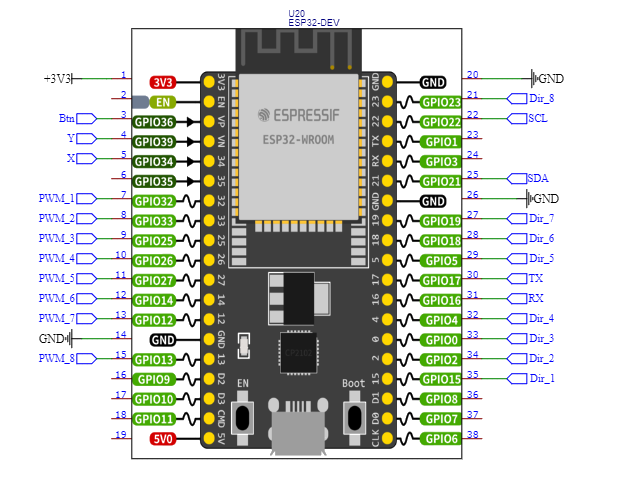 U20
ESP32-DEV
+3V3 1 3V3 3V3 GND GND 20 GND
2 EN EN 23 GPIO23 21 Dir_8
Btn 3 GPIO36 VP 22 GPIO22 22 SCL
Y 4 GPIO39 VN TX GPIO1 23
X 5 GPIO34 34 RX GPIO3 24
6 GPIO35 35 21 GPIO21 25 SDA
PWM_1 7 GPIO32 32 GND GND 26 GND
PWM_2 8 GPIO33 33 19 GPIO19 27 Dir_7
PWM_3 9 GPIO25 25 18 GPIO18 28 Dir_6
PWM_4 10 GPIO26 26 5 GPIO5 29 Dir_5
PWM_5 11 GPIO27 27 17 GPIO17 30 TX
PWM_6 12 GPIO14 14 16 GPIO16 31 RX
PWM_7 13 GPIO12 12 4 GPIO4 32 Dir_4
GND 14 GND GND 0 GPIO0 33 Dir_3
PWM_8 15 GPIO13 13 2 GPIO2 34 Dir_2
16 GPIO9 D2 15 GPIO15 35 Dir_1
17 GPIO10 D3 D1 GPIO8 36
18 GPIO11 CMD D0 GPIO7 37
19 5V0 5V CLK GPIO6 38
ESPRESSIF
ESP32-WROOM
EN Boot